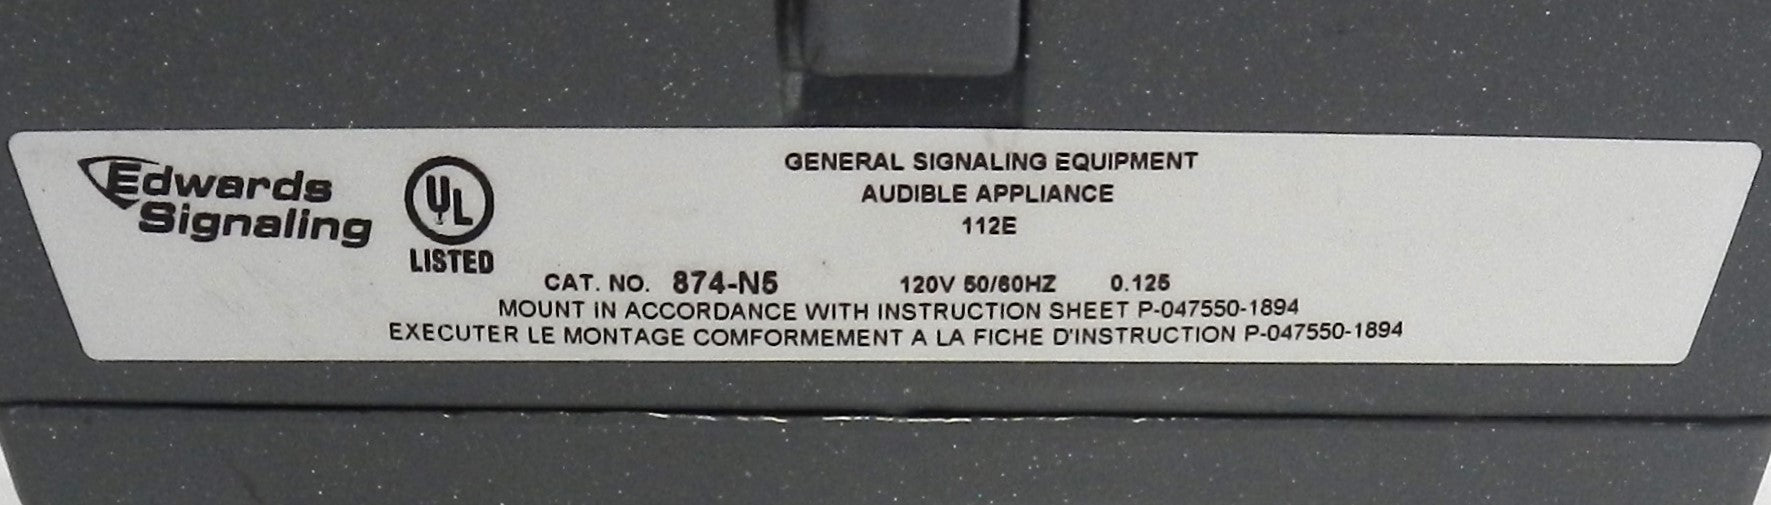 Edwards
Signaling
UL
LISTED
GENERAL SIGNALING EQUIPMENT
AUDIBLE APPLIANCE
112E
CAT. NO. 874-N5 120V 50/60HZ 0.125
MOUNT IN ACCORDANCE WITH INSTRUCTION SHEET P-047550-1894
EXECUTER LE MONTAGE COMFORMEMENT A LA FICHE D'INSTRUCTION P-047550-1894